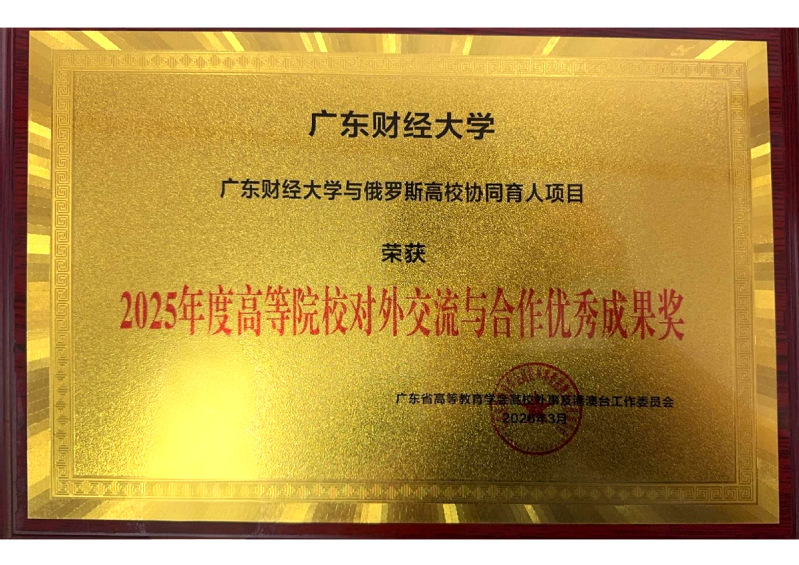 广东财经大学
广东财经大学与俄罗斯高校协同育人项目
荣获
2025年度高等院校对外交流与合作优秀成果奖
广东省高等教育学会高校外事及港澳台工作委员会
2026年3月